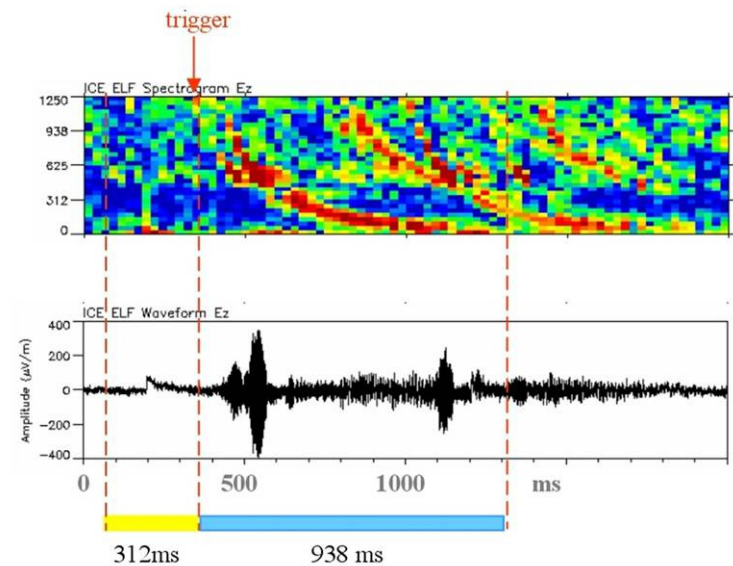 trigger
ICE ELF Spectrogram Ez
1250
938
625
312
0
ICE ELF Waveform Ez
400
200
0
-200
-400
Amplitude (µV/m)
0 500 1000 ms
312ms 938 ms